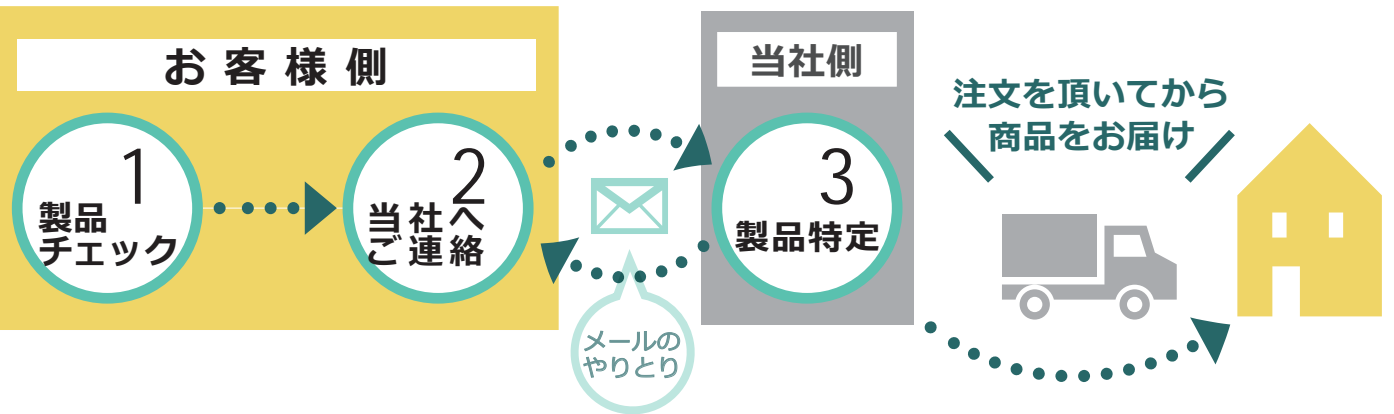 お客様側
1
製品
チェック
2
当社へ
ご連絡
メールの
やりとり
当社側
3
製品特定
注文を頂いてから
商品をお届け